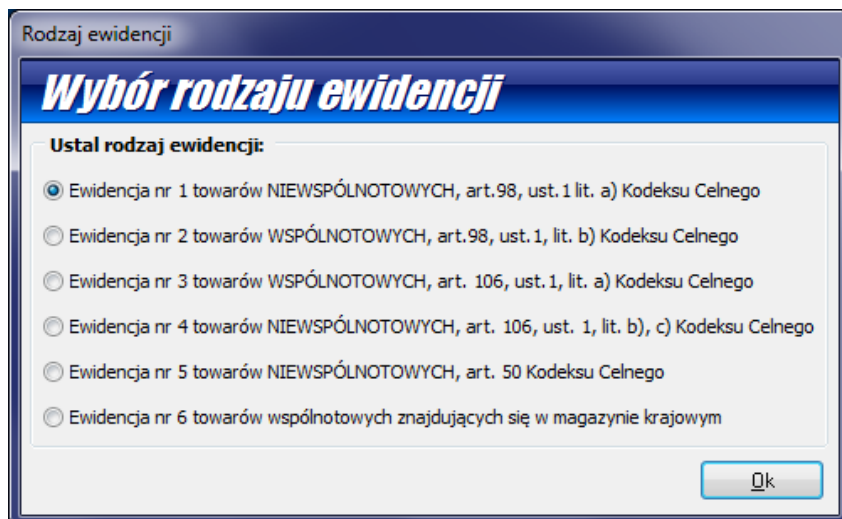 Rodzaj ewidencji
Wybór rodzaju ewidencji
Ustal rodzaj ewidencji:
Ewidencja nr 1 towarów NIEWSPÓLNOTOWYCH, art.98, ust.1 lit. a) Kodeksu Celnego
Ewidencja nr 2 towarów WSPÓLNOTOWYCH, art.98, ust.1, lit. b) Kodeksu Celnego
Ewidencja nr 3 towarów WSPÓLNOTOWYCH, art. 106, ust.1, lit. a) Kodeksu Celnego
Ewidencja nr 4 towarów NIEWSPÓLNOTOWYCH, art. 106, ust. 1, lit. b), c) Kodeksu Celnego
Ewidencja nr 5 towarów NIEWSPÓLNOTOWYCH, art. 50 Kodeksu Celnego
Ewidencja nr 6 towarów wspólnotowych znajdujących się w magazynie krajowym
Ok